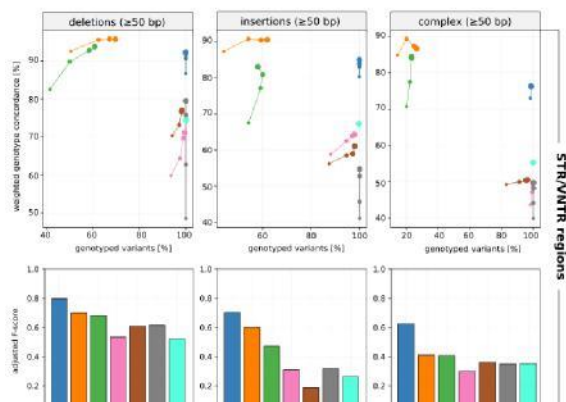 deletions (≥50 bp)
insertions (≥50 bp)
complex (≥50 bp)
weighted genotype concordance [%]
90
80
70
60
50
90
80
70
60
50
40
90
80
70
60
50
40
40 50 60 70 80 90 100
40 60 80 100
20 40 60 80 100
genotyped variants [%]
genotyped variants [%]
genotyped variants [%]
STR/VNTR regions
adjusted F-score
1.0
0.8
0.6
0.4
0.2
1.0
0.8
0.6
0.4
0.2
1.0
0.8
0.6
0.4
0.2